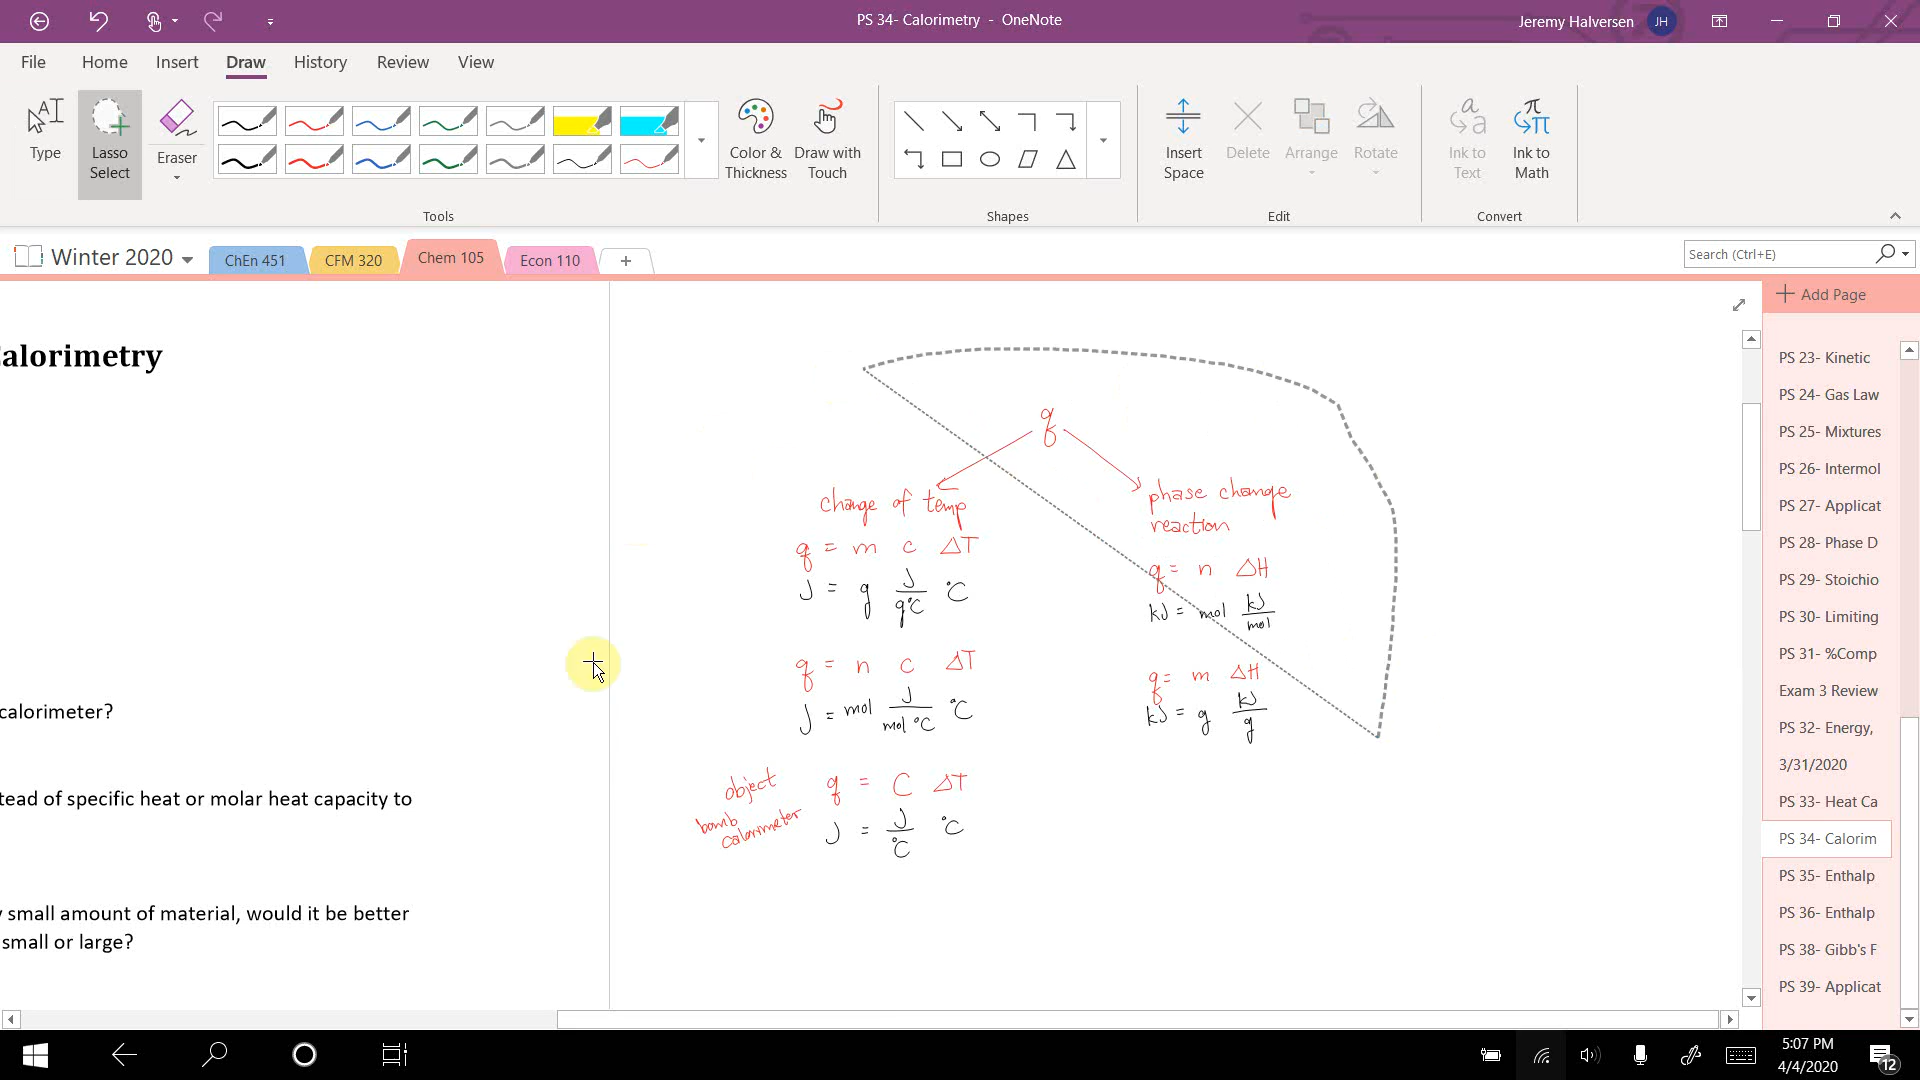 PS 34- Calorimetry - OneNote
Jeremy Halversen JH
File Home Insert Draw History Review View
Type
Lasso Select
Eraser
Color & Thickness
Draw with Touch
Insert Space
Delete
Arrange
Rotate
Ink to Text
Ink to Math
Tools
Shapes
Edit
Convert
Winter 2020
ChEn 451
CFM 320
Chem 105
Econ 110
Search (Ctrl+E)
Add Page
alorimetry
calorimeter?
tead of specific heat or molar heat capacity to
small amount of material, would it be better
small or large?
q
change of temp
q = m c ΔT
J = g J/g°C °C
q = n c ΔT
J = mol J/mol °C °C
object
bomb calorimeter
q = C ΔT
J = J/°C °C
phase change
reaction
q = n ΔH
kJ = mol kJ/mol
q = m ΔH
kJ = g kJ/g
PS 23- Kinetic
PS 24- Gas Law
PS 25- Mixtures
PS 26- Intermol
PS 27- Applicat
PS 28- Phase D
PS 29- Stoichio
PS 30- Limiting
PS 31- %Comp
Exam 3 Review
PS 32- Energy,
3/31/2020
PS 33- Heat Ca
PS 34- Calorim
PS 35- Enthalp
PS 36- Enthalp
PS 38- Gibb's F
PS 39- Applicat
5:07 PM
4/4/2020
12